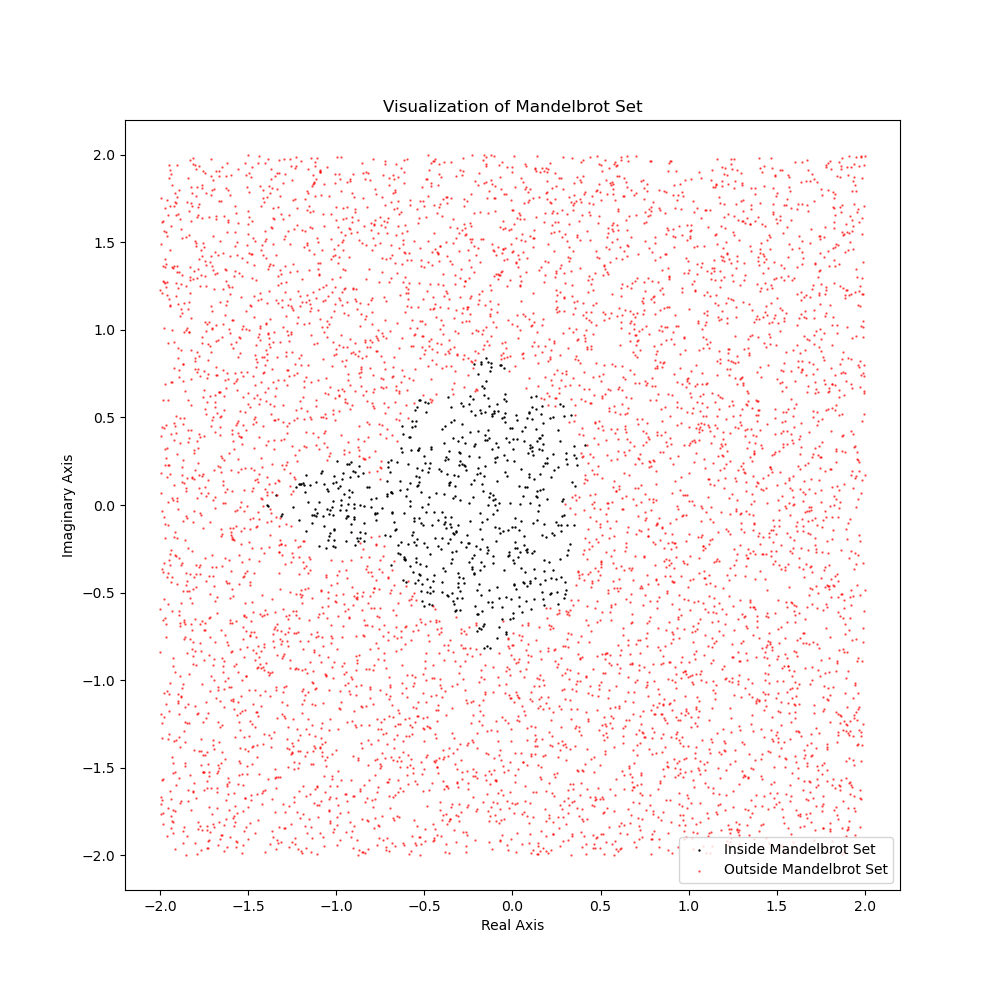 Visualization of Mandelbrot Set
2.0
1.5
1.0
0.5
0.0
−0.5
−1.0
−1.5
−2.0
Imaginary Axis
Inside Mandelbrot Set
Outside Mandelbrot Set
−2.0 −1.5 −1.0 −0.5 0.0 0.5 1.0 1.5 2.0
Real Axis